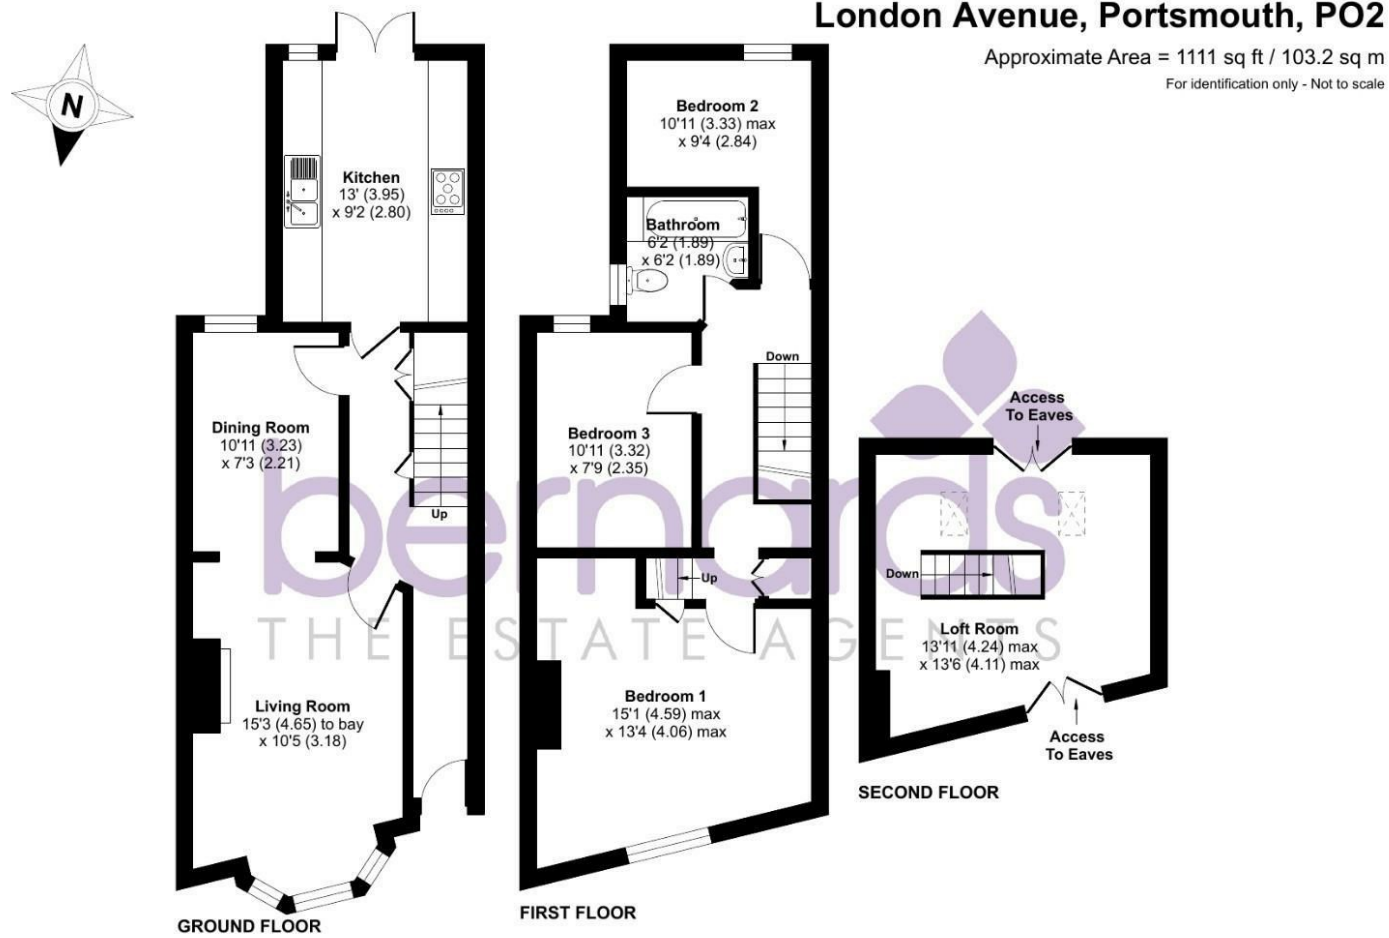 London Avenue, Portsmouth, PO2
Approximate Area = 1111 sq ft / 103.2 sq m
For identification only - Not to scale
N
Kitchen
13' (3.95)
x 9'2 (2.80)
Dining Room
10'11 (3.23)
x 7'3 (2.21)
Up
Living Room
15'3 (4.65) to bay
x 10'5 (3.18)
GROUND FLOOR
Bedroom 2
10'11 (3.33) max
x 9'4 (2.84)
Bathroom
6'2 (1.89)
x 6'2 (1.89)
Down
Bedroom 3
10'11 (3.32)
x 7'9 (2.35)
Up
Bedroom 1
15'1 (4.59) max
x 13'4 (4.06) max
FIRST FLOOR
Access
To Eaves
Down
Loft Room
13'11 (4.24) max
x 13'6 (4.11) max
Access
To Eaves
SECOND FLOOR
bernards
THE ESTATE AGENTS